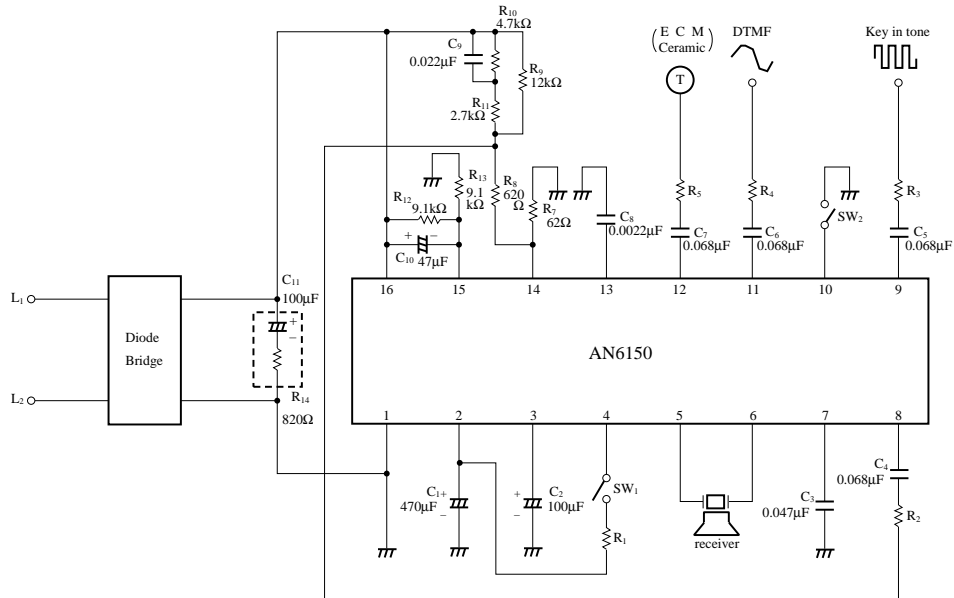 R10
4.7kΩ
C9
0.022μF
R9
12kΩ
R11
2.7kΩ
(E C M
Ceramic)
T
DTMF
Key in tone
R13
9.1
kΩ
R12
9.1kΩ
R8
620
Ω
R7
62Ω
C8
0.0022μF
R5
R4
R3
SW2
C7
0.068μF
C6
0.068μF
C5
0.068μF
+ −
C10 47μF
C11
100μF
+
−
R14
820Ω
L1
L2
Diode
Bridge
16 15 14 13 12 11 10 9
AN6150
1 2 3 4 5 6 7 8
C1+
470μF −
+
−
C2
100μF
SW1
R1
receiver
C3
0.047μF
C4
0.068μF
R2